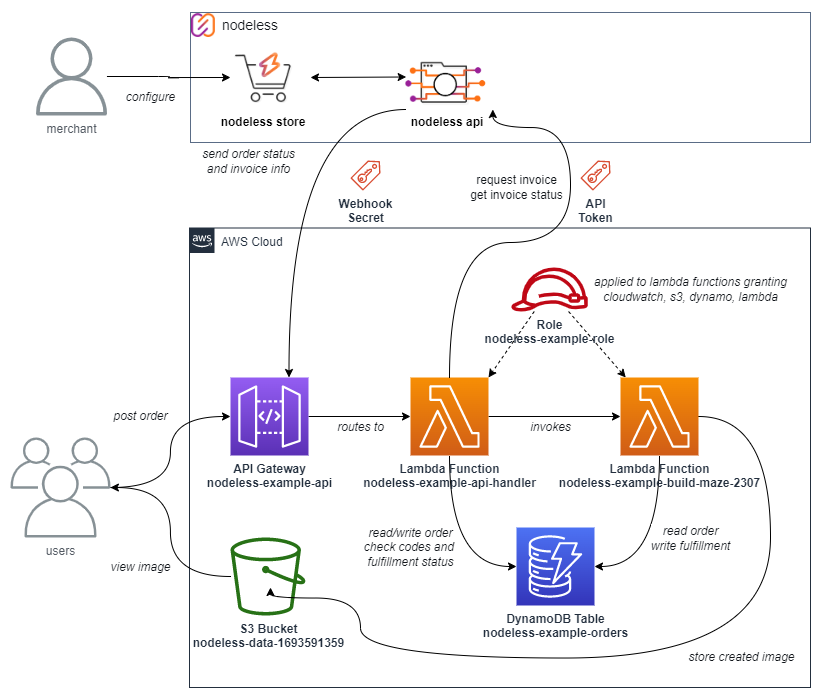 nodeless
merchant
configure
nodeless store
nodeless api
send order status
and invoice info
Webhook
Secret
request invoice
get invoice status
API
Token
aws
AWS Cloud
applied to lambda functions granting
cloudwatch, s3, dynamo, lambda
Role
nodeless-example-role
post order
routes to
invokes
API Gateway
nodeless-example-api
Lambda Function
nodeless-example-api-handler
Lambda Function
nodeless-example-build-maze-2307
users
view image
read/write order
check codes and
fulfillment status
read order
write fulfillment
DynamoDB Table
nodeless-example-orders
S3 Bucket
nodeless-data-1693591359
store created image